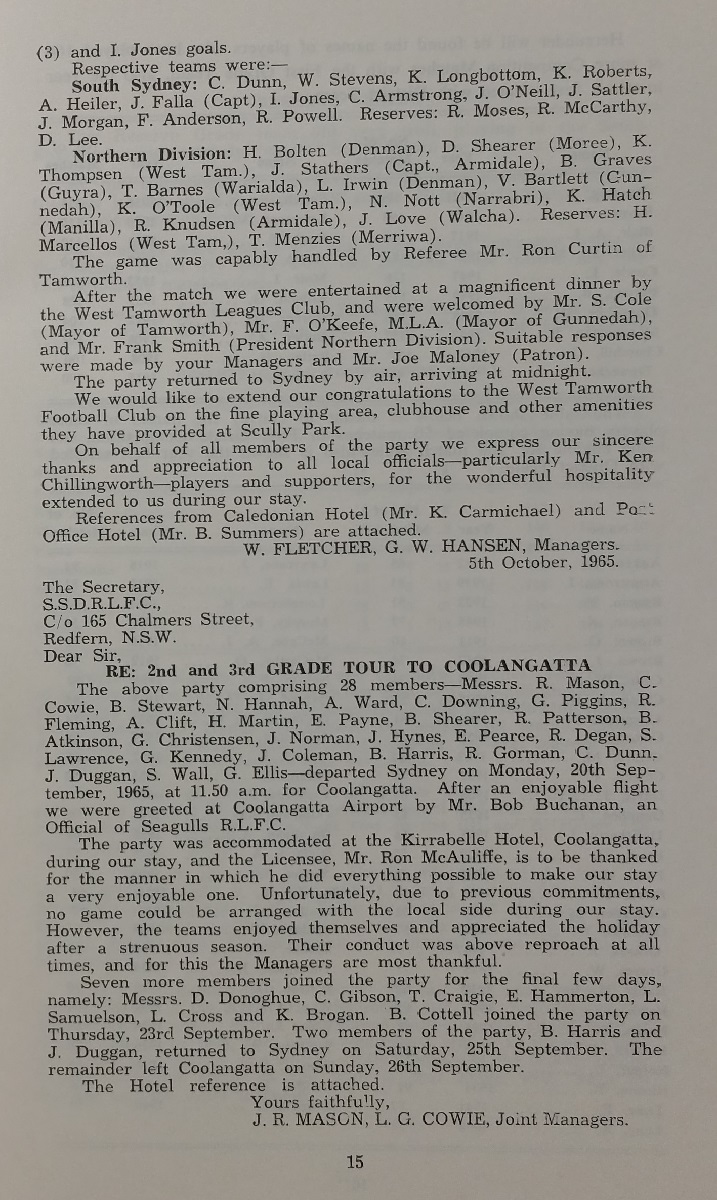 (3) and I. Jones goals.
Respective teams were:—
South Sydney: C. Dunn, W. Stevens, K. Longbottom, K. Roberts,
A. Heiler, J. Falla (Capt), I. Jones, C. Armstrong, J. O'Neill, J. Sattler,
J. Morgan, F. Anderson, R. Powell. Reserves: R. Moses, R. McCarthy,
D. Lee.
Northern Division: H. Bolten (Denman), D. Shearer (Moree), K.
Thompsen (West Tam.), J. Stathers (Capt., Armidale), B. Graves
(Guyra), T. Barnes (Warialda), L. Irwin (Denman), V. Bartlett (Gun-
nedah), K. O'Toole (West Tam.), N. Nott (Narrabri), K. Hatch
(Manilla), R. Knudsen (Armidale), J. Love (Walcha). Reserves: H.
Marcellos (West Tam,), T. Menzies (Merriwa).
The game was capably handled by Referee Mr. Ron Curtin of
Tamworth.
After the match we were entertained at a magnificent dinner by
the West Tamworth Leagues Club, and were welcomed by Mr. S. Cole
(Mayor of Tamworth), Mr. F. O'Keefe, M.L.A. (Mayor of Gunnedah),
and Mr. Frank Smith (President Northern Division). Suitable responses
were made by your Managers and Mr. Joe Maloney (Patron).
The party returned to Sydney by air, arriving at midnight.
We would like to extend our congratulations to the West Tamworth
Football Club on the fine playing area, clubhouse and other amenities
they have provided at Scully Park.
On behalf of all members of the party we express our sincere
thanks and appreciation to all local officials—particularly Mr. Ken
Chillingworth—players and supporters, for the wonderful hospitality
extended to us during our stay.
References from Caledonian Hotel (Mr. K. Carmichael) and Post
Office Hotel (Mr. B. Summers) are attached.
W. FLETCHER, G. W. HANSEN, Managers.
5th October, 1965.
The Secretary,
S.S.D.R.L.F.C.,
C/o 165 Chalmers Street,
Redfern, N.S.W.
Dear Sir,
RE: 2nd and 3rd GRADE TOUR TO COOLANGATTA
The above party comprising 28 members—Messrs. R. Mason, C.
Cowie, B. Stewart, N. Hannah, A. Ward, C. Downing, G. Piggins, R.
Fleming, A. Clift, H. Martin, E. Payne, B. Shearer, R. Patterson, B.
Atkinson, G. Christensen, J. Norman, J. Hynes, E. Pearce, R. Degan, S.
Lawrence, G. Kennedy, J. Coleman, B. Harris, R. Gorman, C. Dunn.
J. Duggan, S. Wall, G. Ellis—departed Sydney on Monday, 20th Sep-
tember, 1965, at 11.50 a.m. for Coolangatta. After an enjoyable flight
we were greeted at Coolangatta Airport by Mr. Bob Buchanan, an
Official of Seagulls R.L.F.C.
The party was accommodated at the Kirrabelle Hotel, Coolangatta,
during our stay, and the Licensee, Mr. Ron McAuliffe, is to be thanked
for the manner in which he did everything possible to make our stay
a very enjoyable one. Unfortunately, due to previous commitments,
no game could be arranged with the local side during our stay.
However, the teams enjoyed themselves and appreciated the holiday
after a strenuous season. Their conduct was above reproach at all
times, and for this the Managers are most thankful.
Seven more members joined the party for the final few days,
namely: Messrs. D. Donoghue, C. Gibson, T. Craigie, E. Hammerton, L.
Samuelson, L. Cross and K. Brogan. B. Cottell joined the party on
Thursday, 23rd September. Two members of the party, B. Harris and
J. Duggan, returned to Sydney on Saturday, 25th September. The
remainder left Coolangatta on Sunday, 26th September.
The Hotel reference is attached.
Yours faithfully,
J. R. MASON, L. G. COWIE, Joint Managers.
15